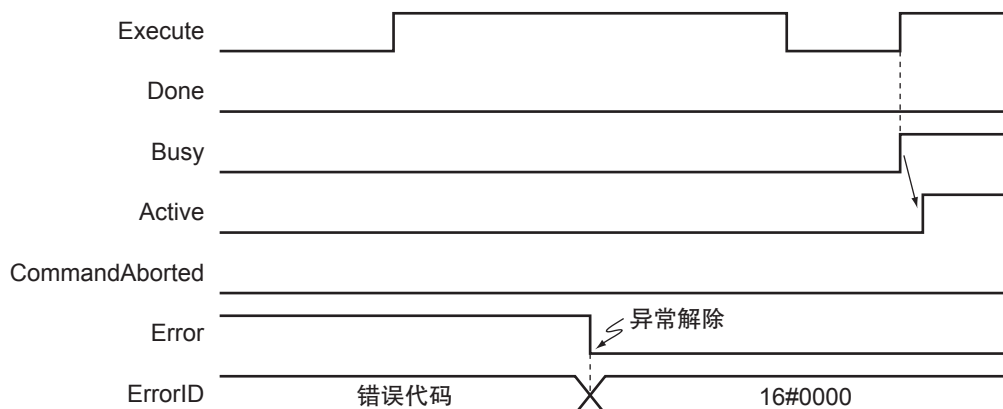 Execute
Done
Busy
Active
CommandAborted
Error
异常解除
ErrorID
错误代码
16#0000